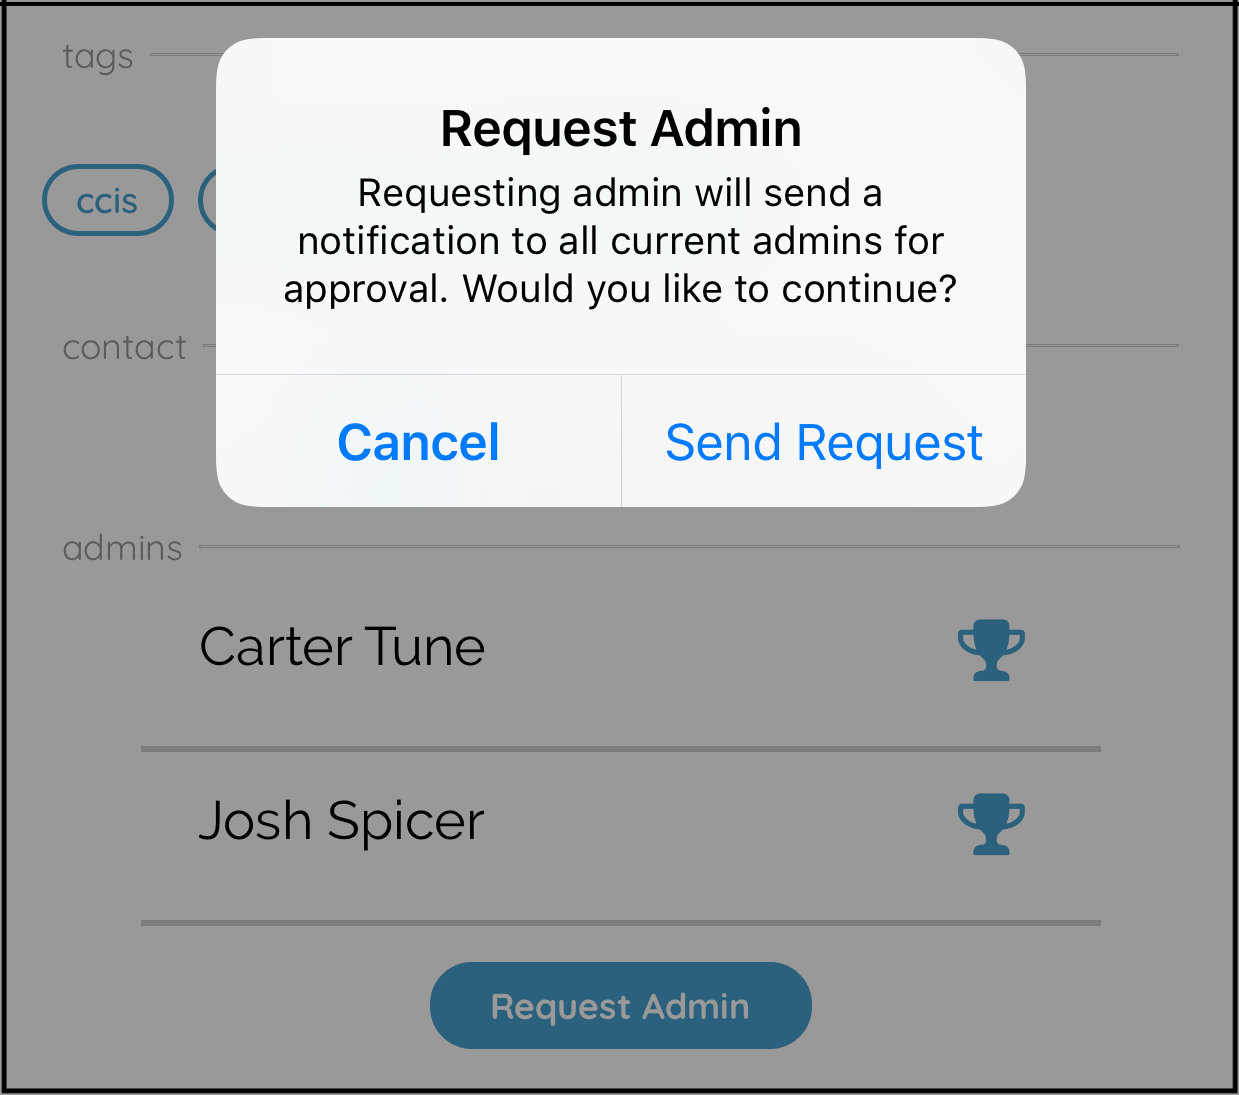 tags
Request Admin
Requesting admin will send a
notification to all current admins for
approval. Would you like to continue?
ccis
contact
Cancel
Send Request
admins
Carter Tune
Josh Spicer
Request Admin